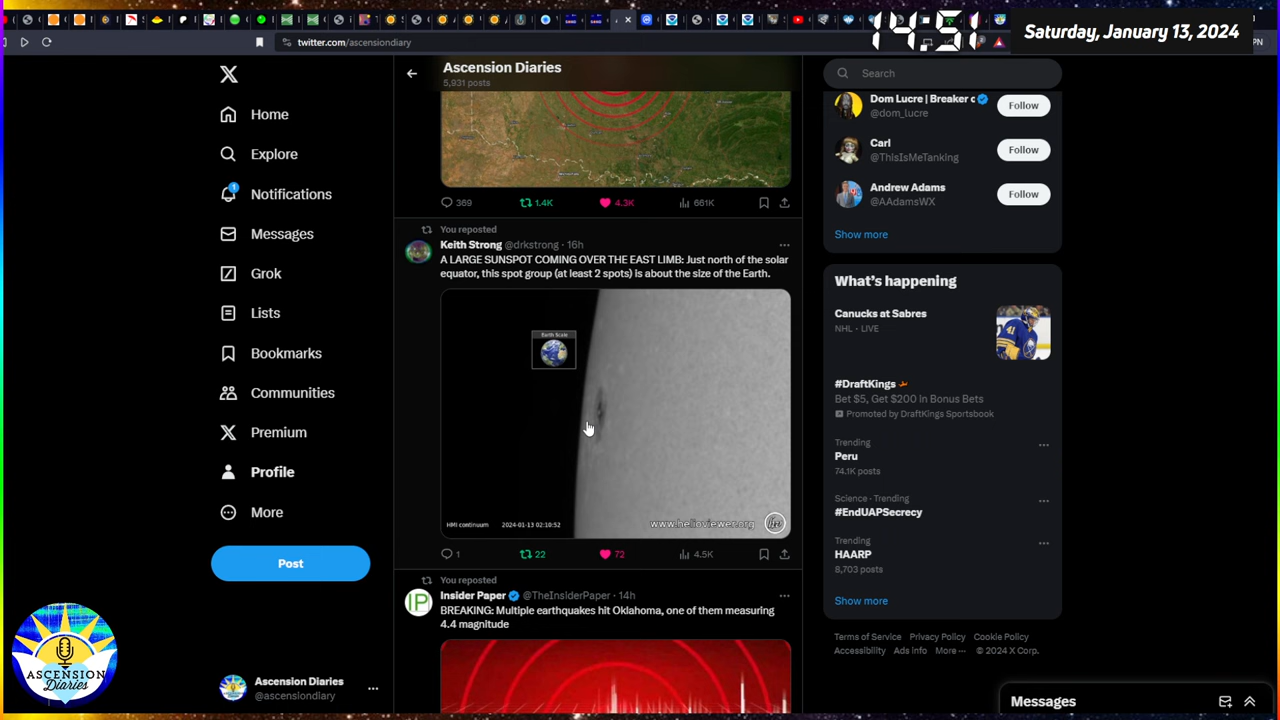 14:51
Saturday, January 13, 2024
twitter.com/ascensiondiary
PN
Home
Explore
1
Notifications
Messages
Grok
Lists
Bookmarks
Communities
Premium
Profile
More
Post
ASCENSION
Diaries
Ascension Diaries
@ascensiondiary
Ascension Diaries
5,931 posts
369
1.4K
4.3K
661K
You reposted
Keith Strong @drkstrong · 16h
A LARGE SUNSPOT COMING OVER THE EAST LIMB: Just north of the solar
equator, this spot group (at least 2 spots) is about the size of the Earth.
Earth Scale
HMI continuum 2024-01-13 02:10:52
www.helioviewer.org
1
22
72
4.5K
You reposted
Insider Paper @TheInsiderPaper · 14h
BREAKING: Multiple earthquakes hit Oklahoma, one of them measuring
4.4 magnitude
Search
Dom Lucre | Breaker c
@dom_lucre
Follow
Carl
@ThisIsMeTanking
Follow
Andrew Adams
@AAdamsWX
Follow
Show more
What's happening
Canucks at Sabres
NHL · LIVE
#DraftKings
Bet $5, Get $200 in Bonus Bets
Promoted by DraftKings Sportsbook
Trending
Peru
74.1K posts
Science · Trending
#EndUAPSecrecy
Trending
HAARP
8,703 posts
Show more
Terms of Service Privacy Policy Cookie Policy
Accessibility Ads info More ··· © 2024 X Corp.
Messages